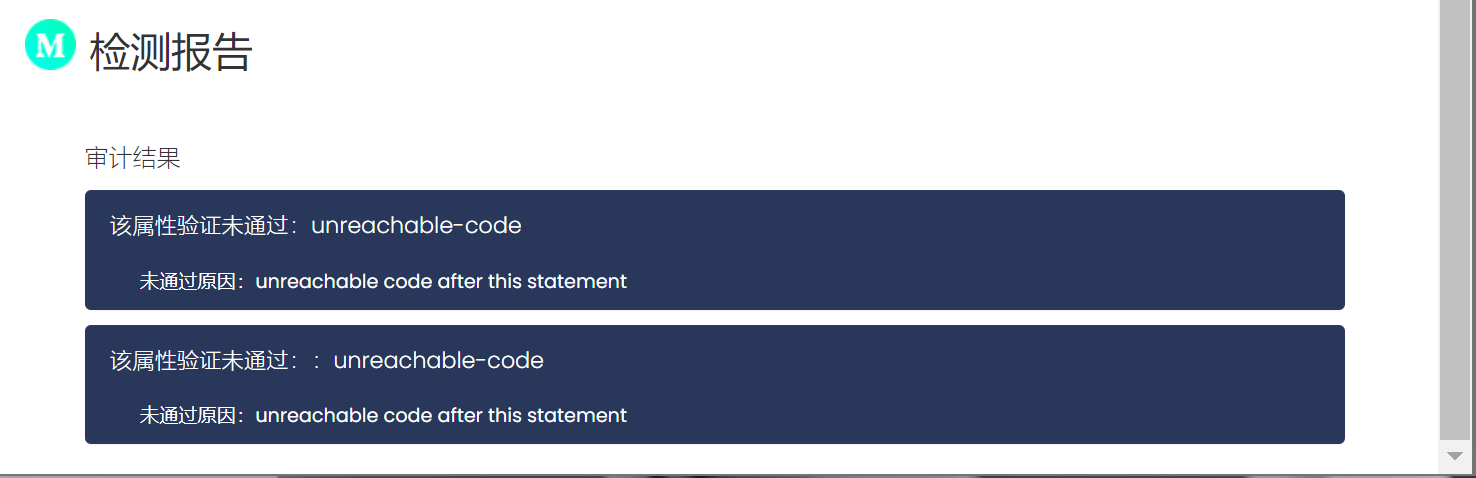 M 检测报告
审计结果
该属性验证未通过：unreachable-code
未通过原因：unreachable code after this statement
该属性验证未通过：: unreachable-code
未通过原因：unreachable code after this statement